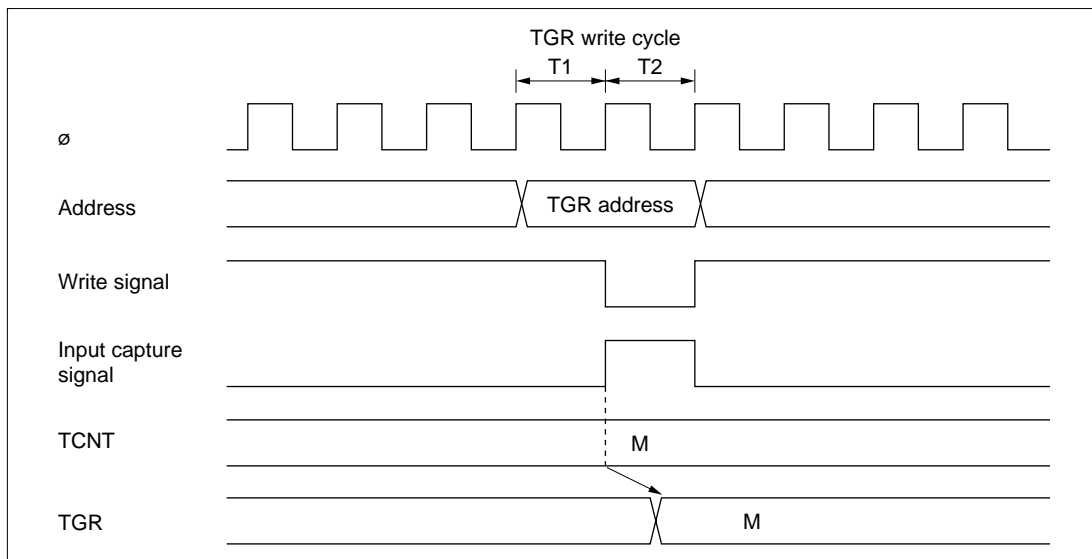 TGR write cycle
T1 T2
ø
Address TGR address
Write signal
Input capture
signal
TCNT M
TGR M